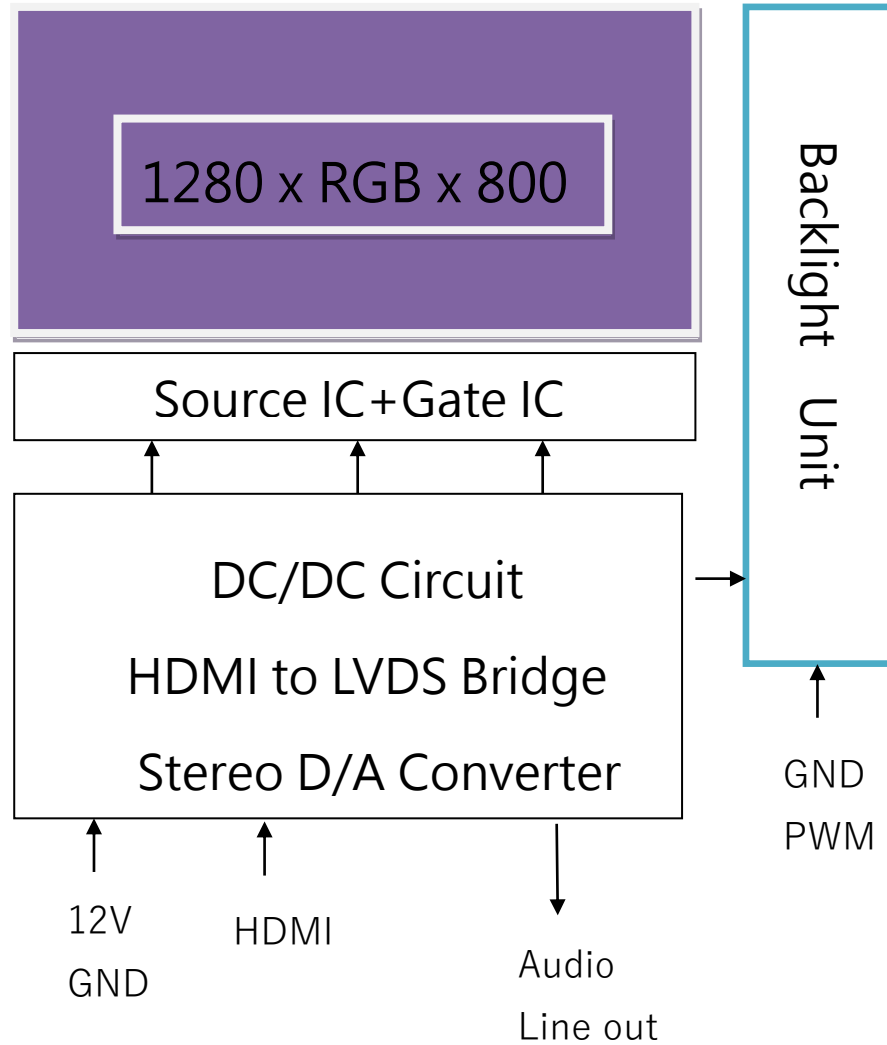 1280 x RGB x 800
Source IC+Gate IC
DC/DC Circuit
HDMI to LVDS Bridge
Stereo D/A Converter
Backlight Unit
12V
GND
HDMI
Audio
Line out
GND
PWM